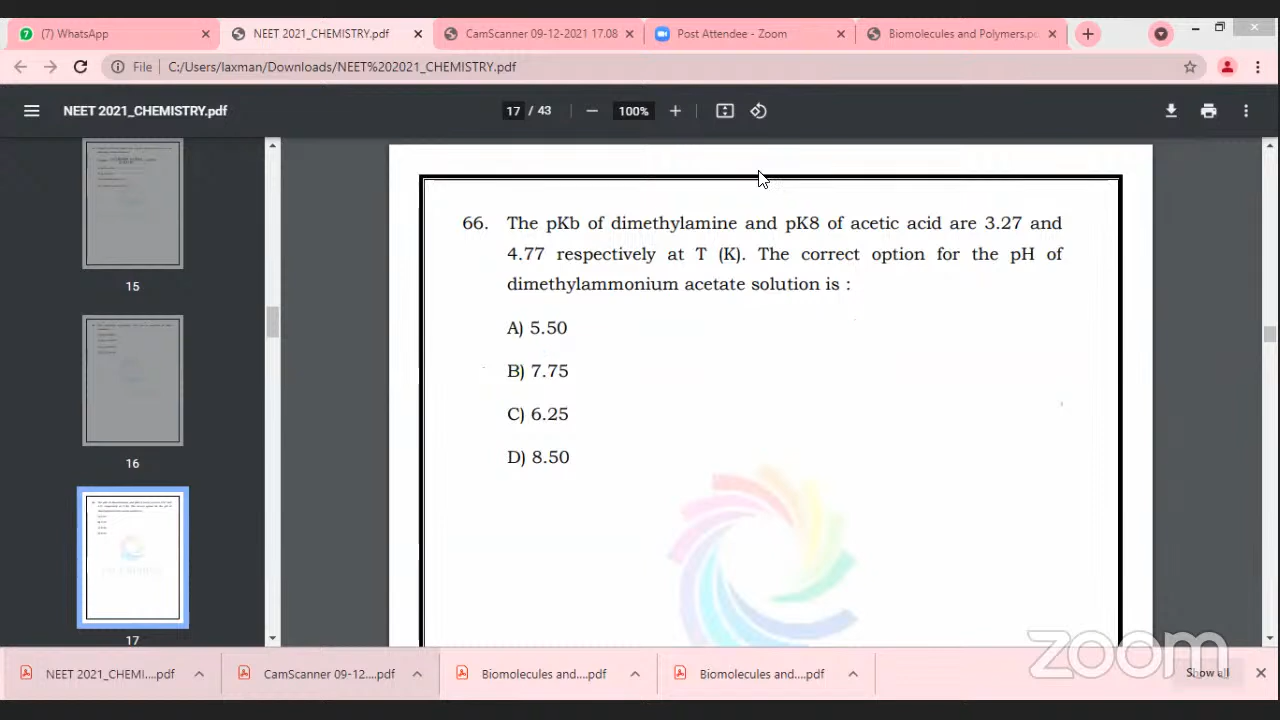 (7) WhatsApp
NEET 2021_CHEMISTRY.pdf
CamScanner 09-12-2021 17.08
Post Attendee - Zoom
Biomolecules and Polymers.p
File
C:/Users/laxman/Downloads/NEET%202021_CHEMISTRY.pdf
NEET 2021_CHEMISTRY.pdf
17 / 43
100%
15
16
17
66. The pKb of dimethylamine and pK8 of acetic acid are 3.27 and
4.77 respectively at T (K). The correct option for the pH of
dimethylammonium acetate solution is :
A) 5.50
B) 7.75
C) 6.25
D) 8.50
zoom
NEET 2021_CHEMI....pdf
CamScanner 09-12....pdf
Biomolecules and....pdf
Biomolecules and....pdf
Show all